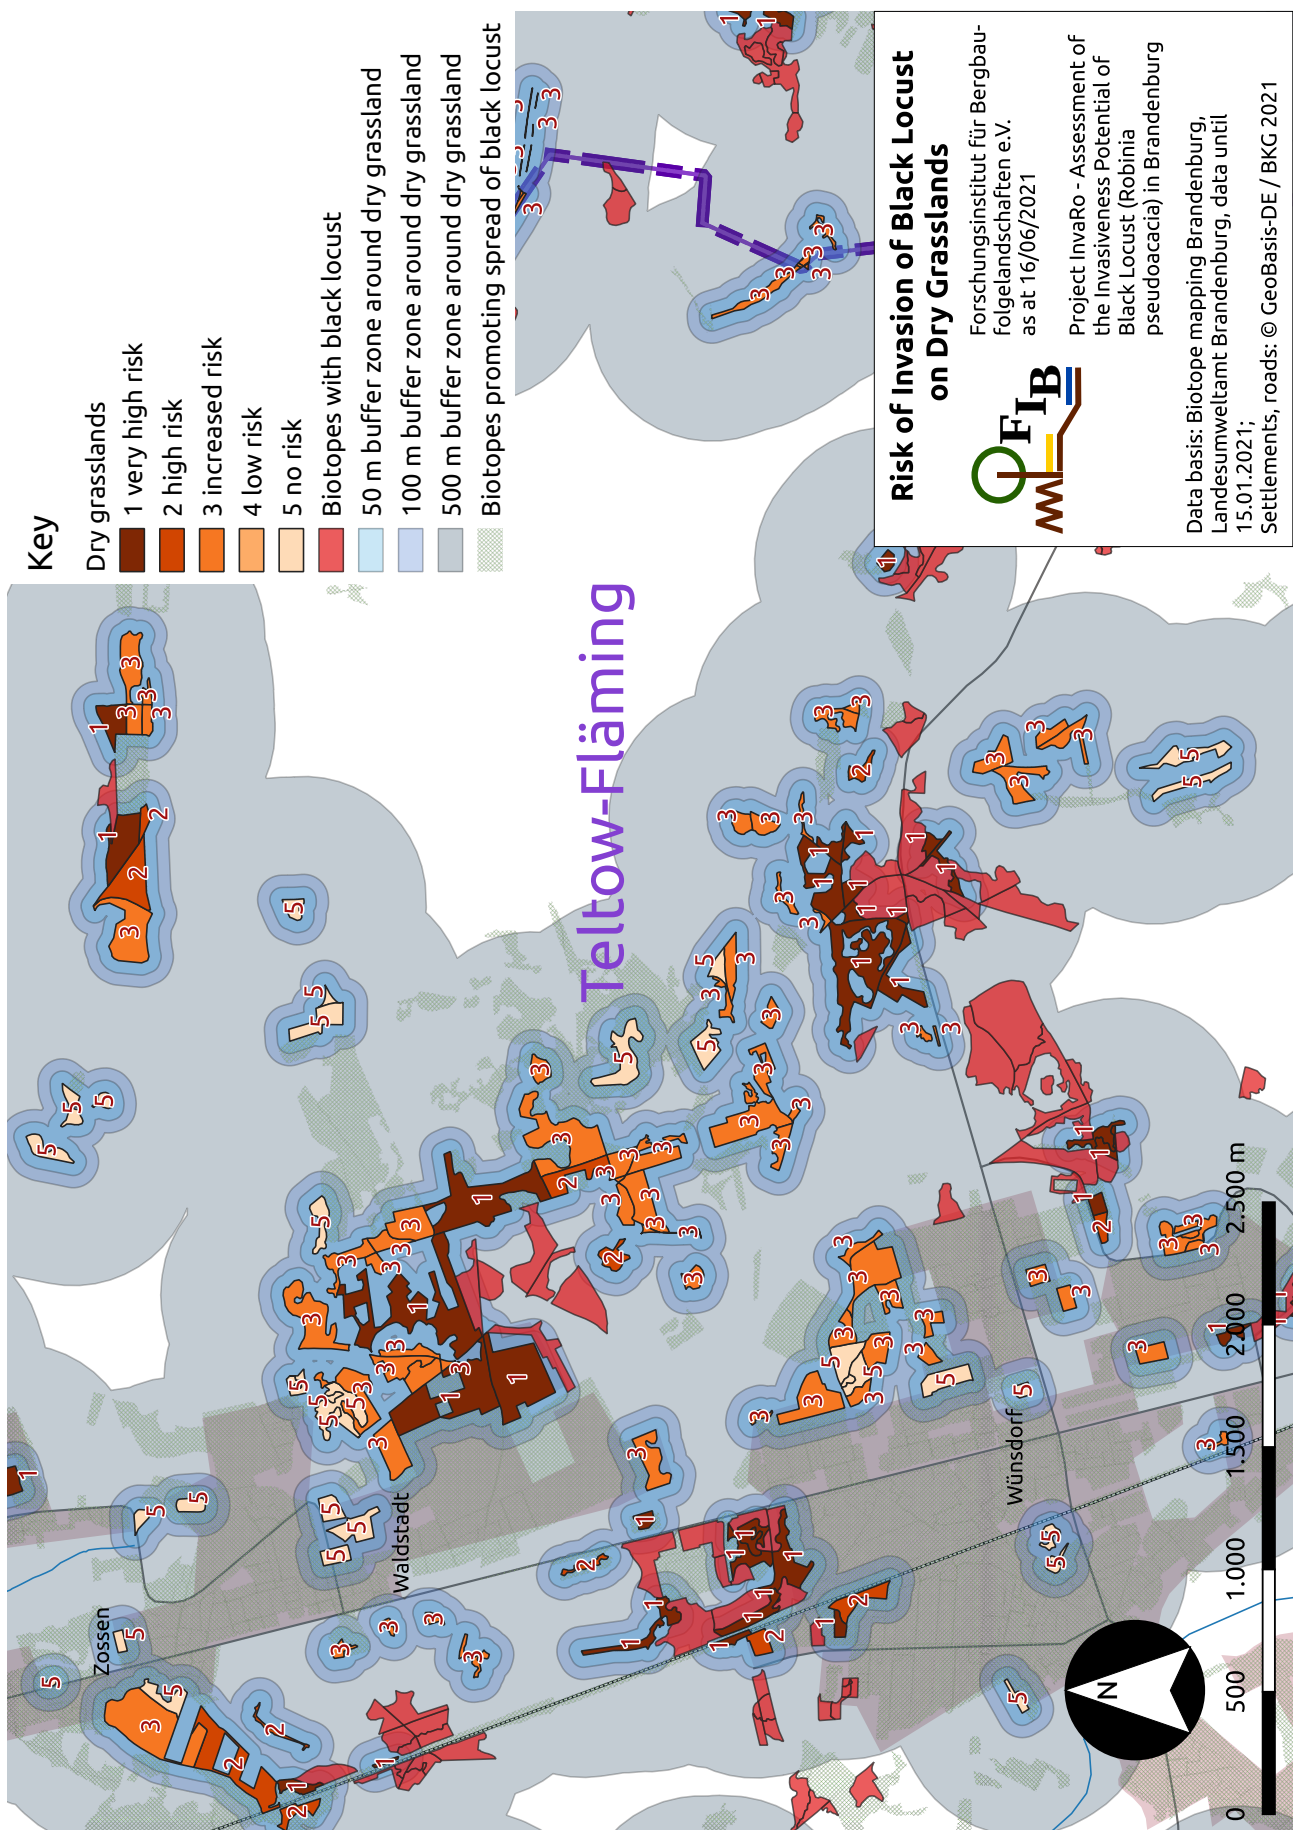 Key
Dry grasslands
1 very high risk
2 high risk
3 increased risk
4 low risk
5 no risk
Biotopes with black locust
50 m buffer zone around dry grassland
100 m buffer zone around dry grassland
500 m buffer zone around dry grassland
Biotopes promoting spread of black locust
Teltow-Fläming
Zossen
Waldstadt
Wünsdorf
N
0 500 1.000 1.500 2.000 2.500 m
Risk of Invasion of Black Locust
on Dry Grasslands
FIB
Forschungsinstitut für Bergbau-
folgelandschaften e.V.
as at 16/06/2021
Project InvaRo - Assessment of
the Invasiveness Potential of
Black Locust (Robinia
pseudoacacia) in Brandenburg
Data basis: Biotope mapping Brandenburg,
Landesumweltamt Brandenburg, data until
15.01.2021;
Settlements, roads: © GeoBasis-DE / BKG 2021